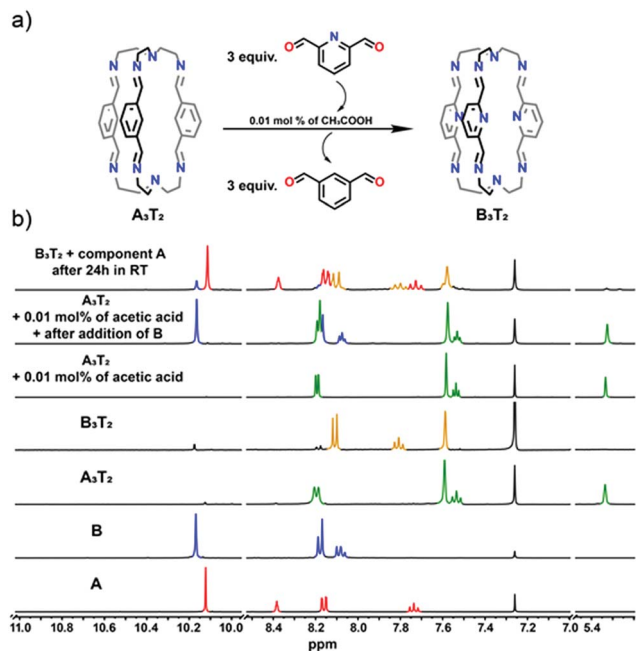 a)
N N N N N
3 equiv.
O N O
0.01 mol % of CH₃COOH
3 equiv.
O O
N N N N N
A₃T₂
N N N N N
N N N
N N N N N
B₃T₂
b)
B₃T₂ + component A
after 24h in RT
A₃T₂
+ 0.01 mol% of acetic acid
+ after addition of B
A₃T₂
+ 0.01 mol% of acetic acid
B₃T₂
A₃T₂
B
A
11.0 10.8 10.6 10.4 10.2 10.0 8.4 8.2 8.0 7.8 7.6 7.4 7.2 7.0 5.4
ppm